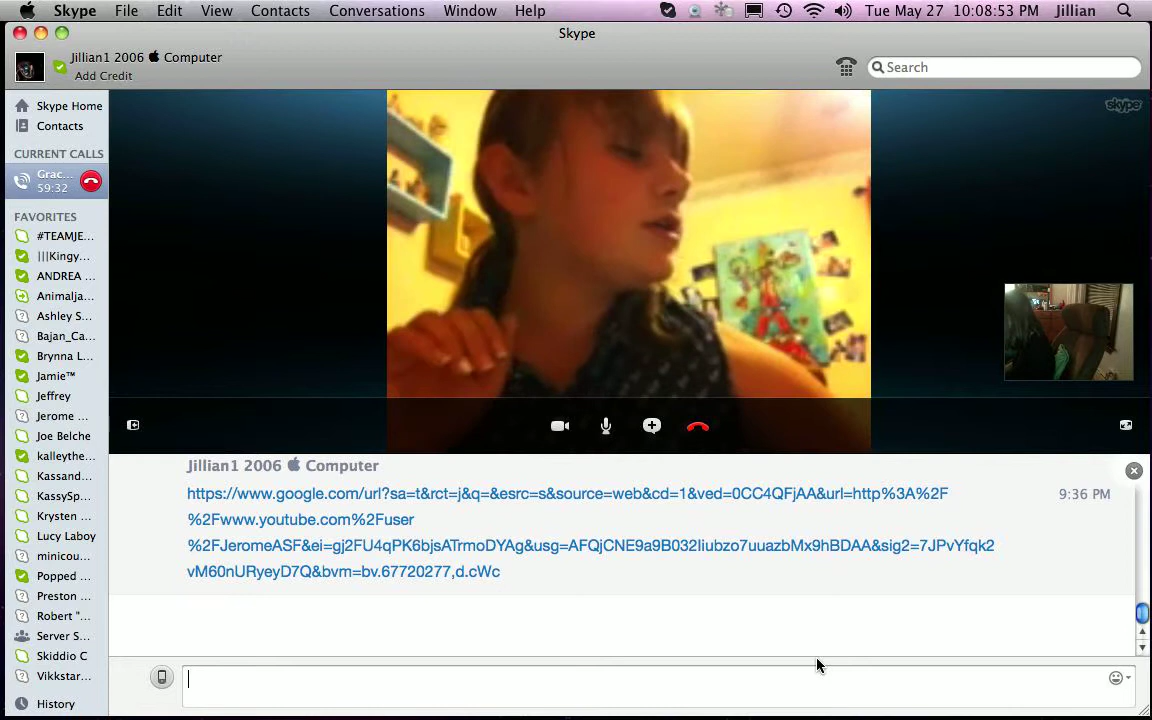 Skype File Edit View Contacts Conversations Window Help Tue May 27 10:08:53 PM Jillian
Skype
Jillian1 2006 Computer
Add Credit
Search
Skype Home
Contacts
skype
CURRENT CALLS
Grac...
59:32
FAVORITES
#TEAMJE...
|||Kingy...
ANDREA ...
Animalja...
Ashley S...
Bajan_Ca...
Brynna L...
Jamie™
Jeffrey
Jerome ...
Joe Belche
kalleythe...
Kassand...
KassySp...
Krysten ...
Lucy Laboy
minicou...
Popped ...
Preston ...
Robert "...
Server S...
Skiddio C
Vikkstar...
History
Jillian1 2006 Computer
https://www.google.com/url?sa=t&rct=j&q=&esrc=s&source=web&cd=1&ved=0CC4QFjAA&url=http%3A%2F 9:36 PM
%2Fwww.youtube.com%2Fuser
%2FJeromeASF&ei=gj2FU4qPK6bjsATrmoDYAg&usg=AFQjCNE9a9B032Iiubzo7uuazbMx9hBDAA&sig2=7JPvYfqk2
vM60nURyeyD7Q&bvm=bv.67720277,d.cWc